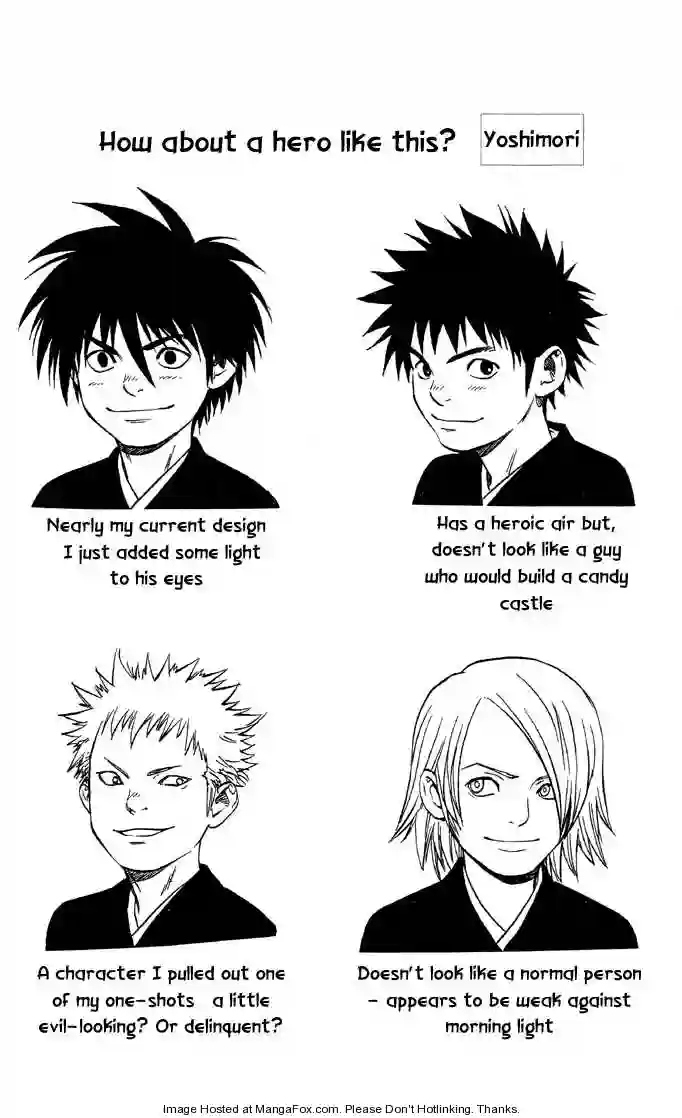 How about a hero like this?
Yoshimori
Nearly my current design
I just added some light
to his eyes
Has a heroic air but,
doesn't look like a guy
who would build a candy
castle
A character I pulled out one
of my one-shots a little
evil-looking? Or delinquent?
Doesn't look like a normal person
- appears to be weak against
morning light
Image Hosted at MangaFox.com. Please Don't Hotlinking. Thanks.